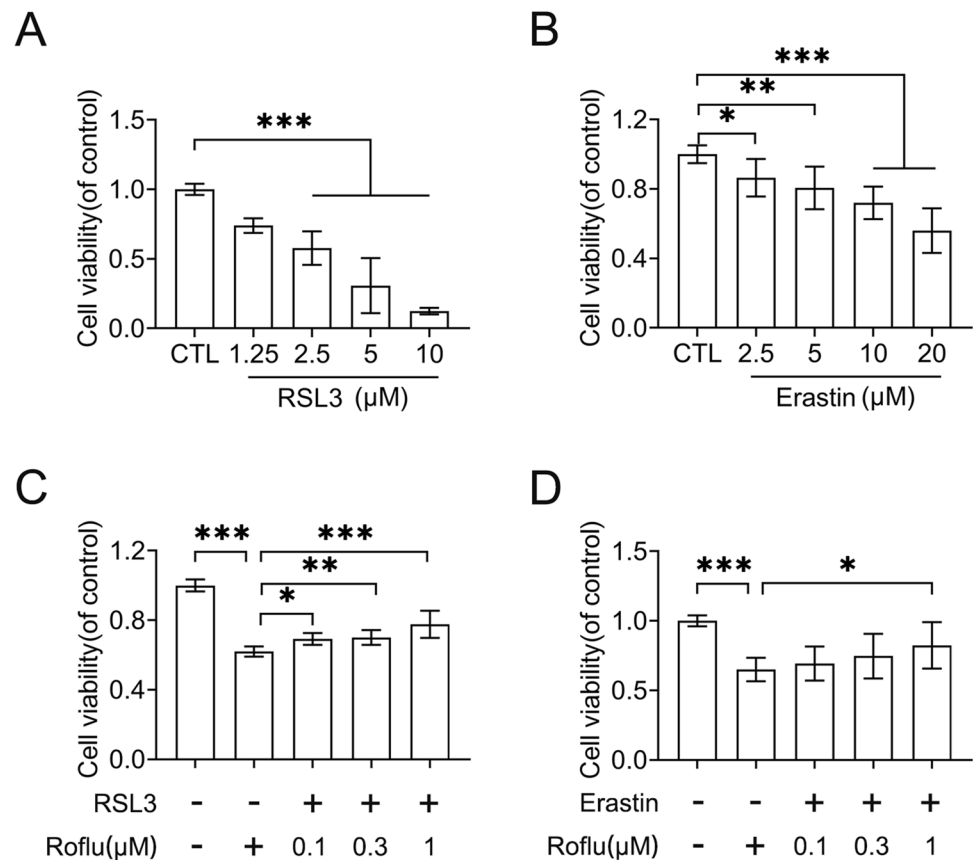 A
Cell viability(of control)
1.5
1.0
0.5
0.0
***
CTL 1.25 2.5 5 10
RSL3 (μM)
B
Cell viability(of control)
1.2
0.8
0.4
0.0
***
**
*
CTL 2.5 5 10 20
Erastin (μM)
C
Cell viability(of control)
1.2
0.8
0.4
0.0
*** ***
**
*
RSL3 - - + + +
Roflu(μM) - + 0.1 0.3 1
D
Cell viability(of control)
1.5
1.0
0.5
0.0
*** *
Erastin - - + + +
Roflu(μM) - + 0.1 0.3 1